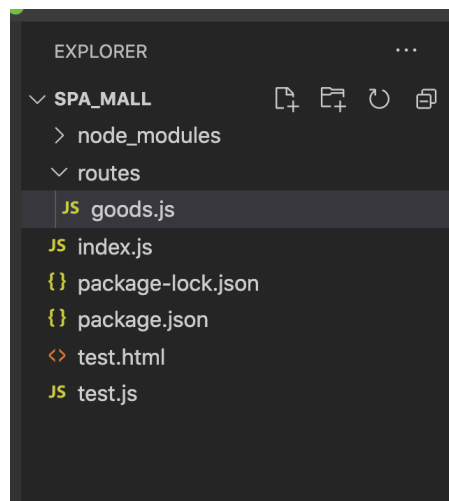 EXPLORER ...
SPA_MALL
node_modules
routes
JS goods.js
JS index.js
{} package-lock.json
{} package.json
<> test.html
JS test.js